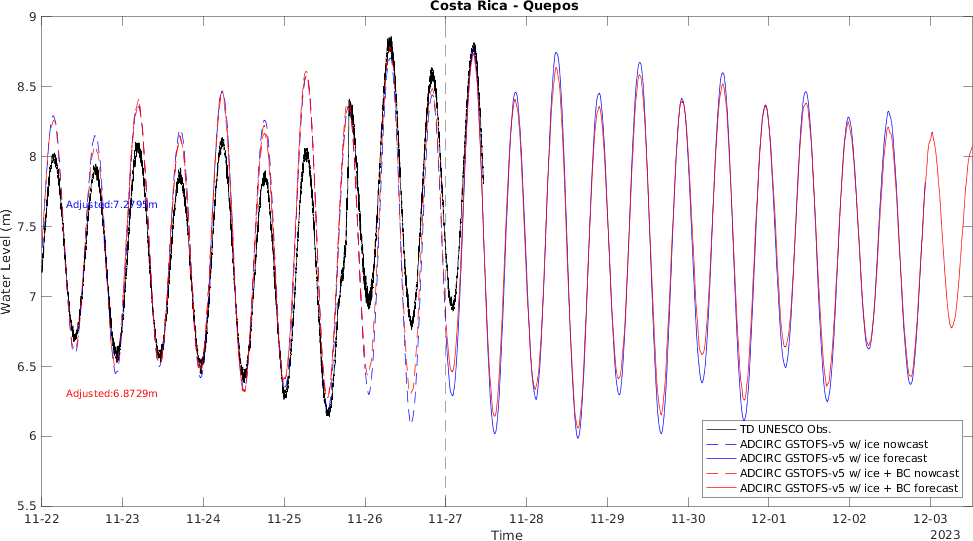 Costa Rica - Quepos
9
8.5
8
7.5
7
6.5
6
5.5
Water Level (m)
Adjusted:7.2795m
Adjusted:6.8729m
TD UNESCO Obs.
ADCIRC GSTOFS-v5 w/ ice nowcast
ADCIRC GSTOFS-v5 w/ ice forecast
ADCIRC GSTOFS-v5 w/ ice + BC nowcast
ADCIRC GSTOFS-v5 w/ ice + BC forecast
11-22 11-23 11-24 11-25 11-26 11-27 11-28 11-29 11-30 12-01 12-02 12-03
Time
2023